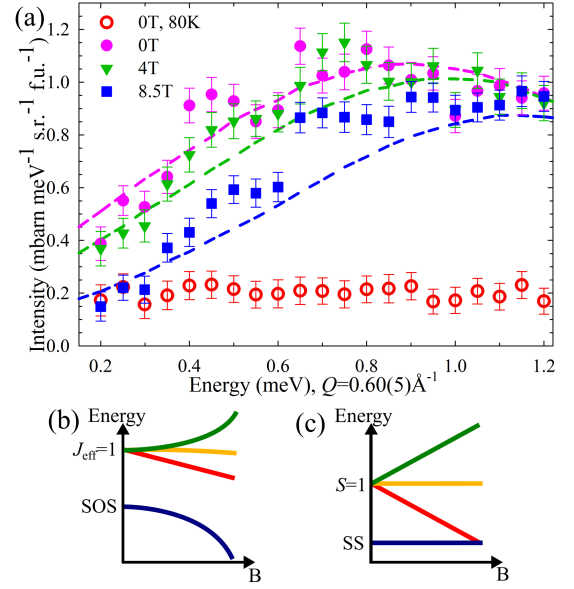 (a)
0T, 80K
0T
4T
8.5T
Intensity (mbarn meV⁻¹ s.r.⁻¹ f.u.⁻¹)
1.2
1.0
0.8
0.6
0.4
0.2
0.0
0.2 0.4 0.6 0.8 1.0 1.2
Energy (meV), Q=0.60(5)Å⁻¹
(b)
Energy
J_eff=1
SOS
B
(c)
Energy
S=1
SS
B